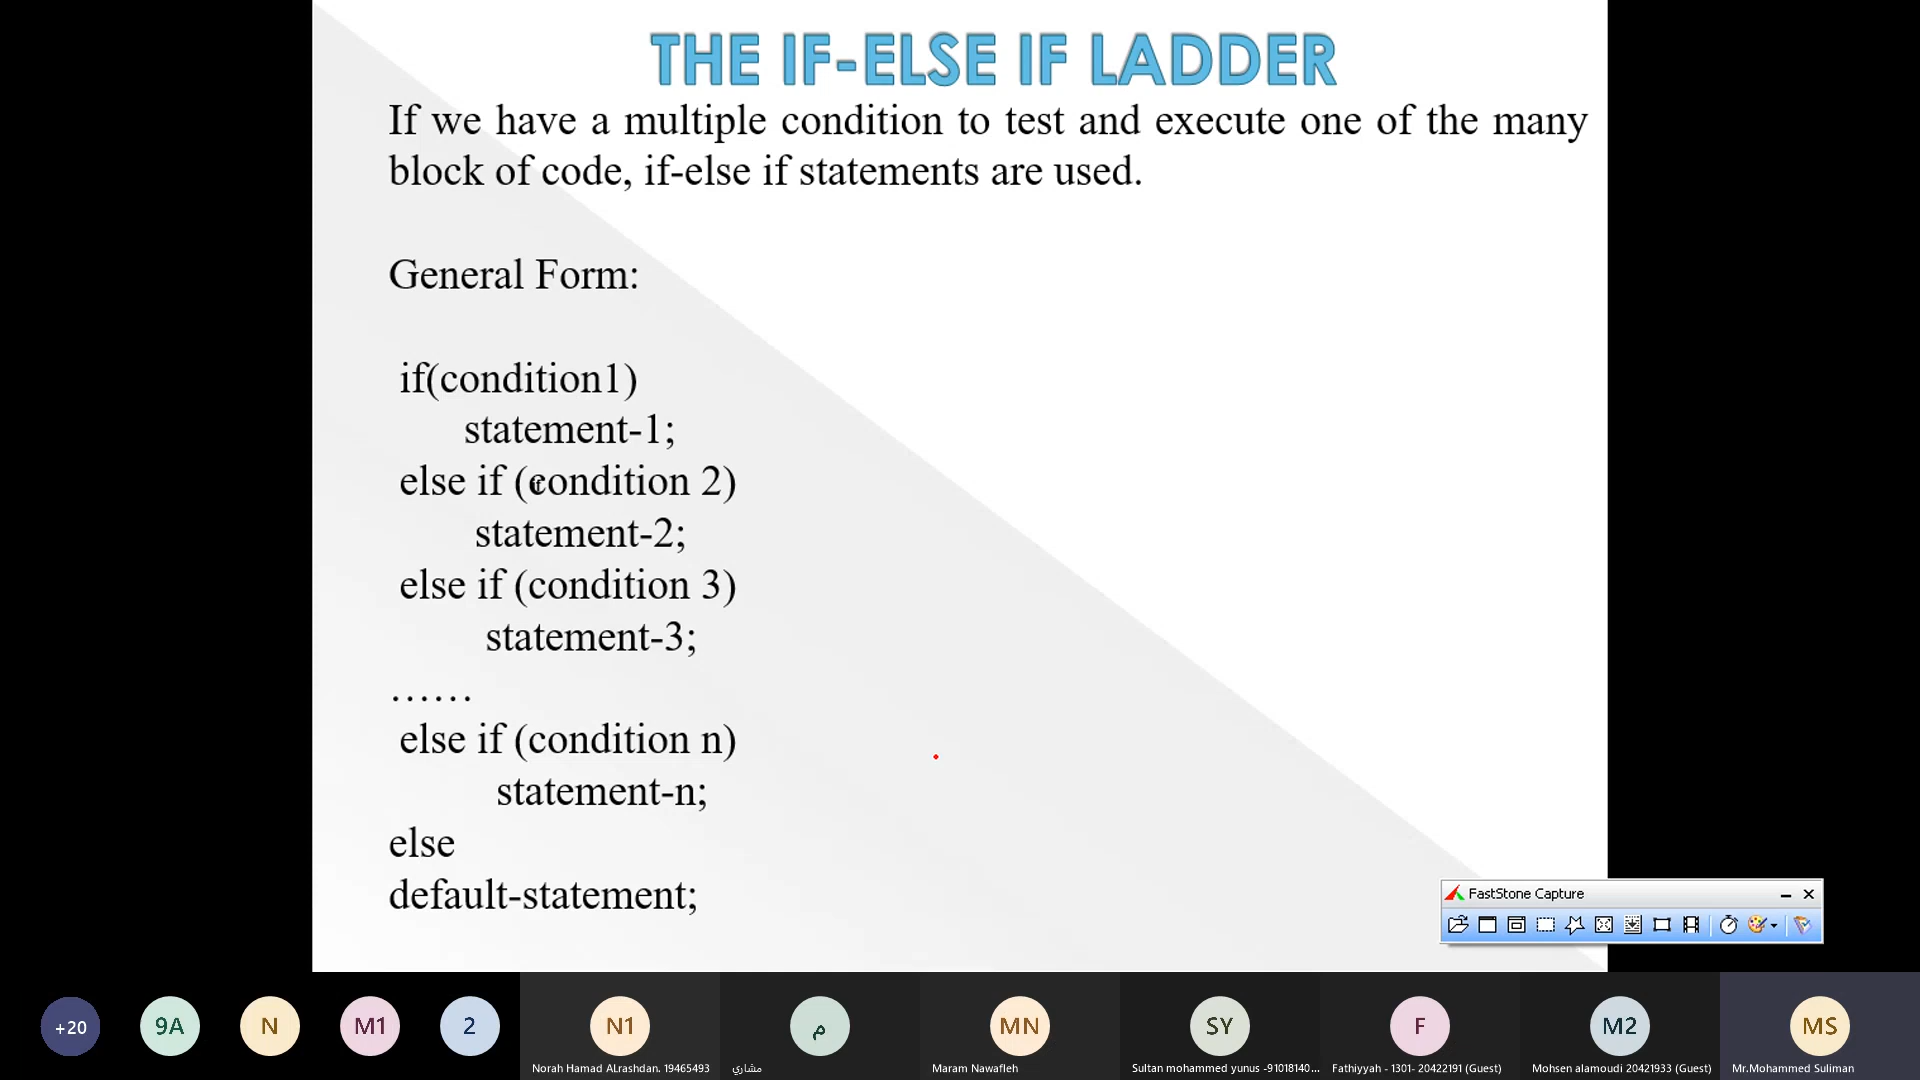 THE IF-ELSE IF LADDER
If we have a multiple condition to test and execute one of the many
block of code, if-else if statements are used.
General Form:
if(condition1)
statement-1;
else if (condition 2)
statement-2;
else if (condition 3)
statement-3;
……
else if (condition n)
statement-n;
else
default-statement;
FastStone Capture
+20
9A
N
M1
2
N1
م
MN
SY
F
M2
MS
Norah Hamad ALrashdan. 19465493
مشاري
Maram Nawafleh
Sultan mohammed yunus -91018140...
Fathiyyah - 1301- 20422191 (Guest)
Mohsen alamoudi 20421933 (Guest)
Mr.Mohammed Suliman